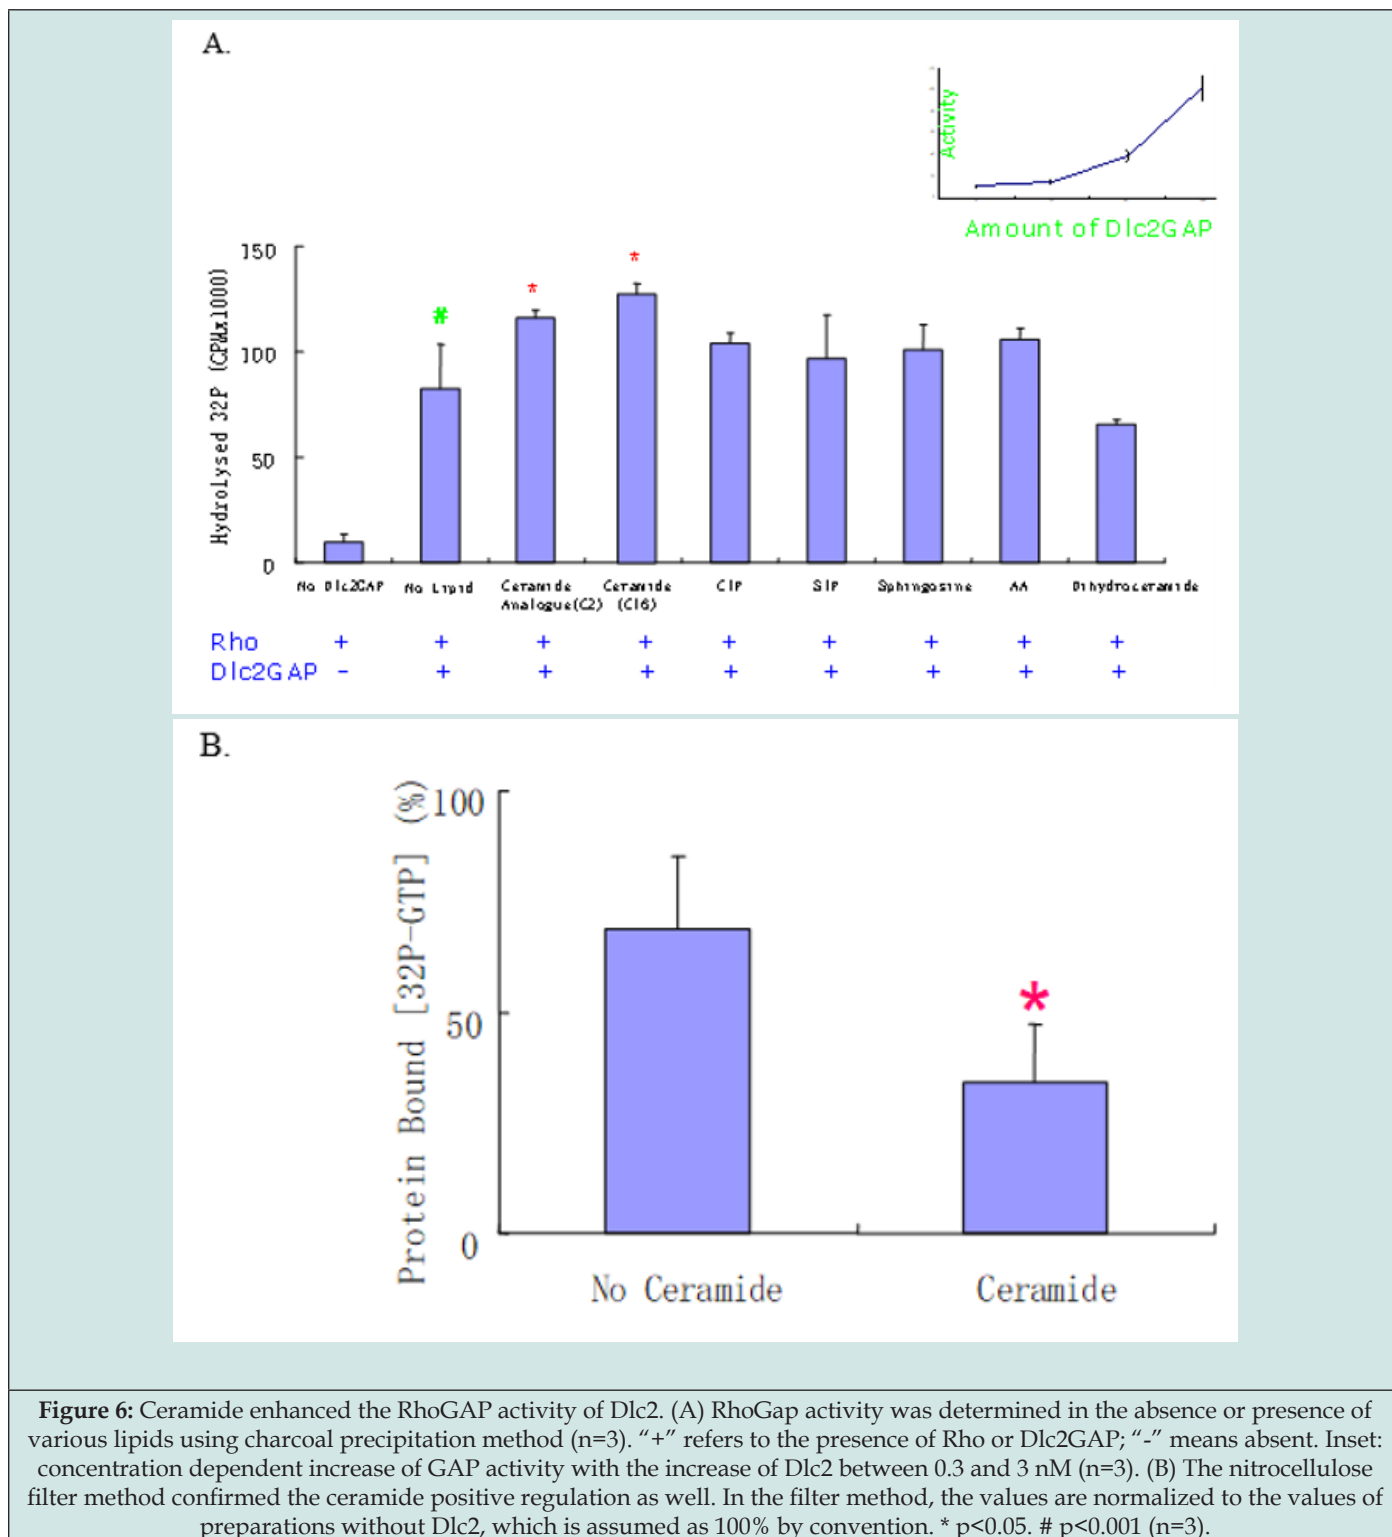 A.
Activity
Amount of Dlc2GAP
Hydrolysed 32P (CPMx1000)
150
100
50
0
*
*
#
No Dlc2GAP No Lipid Ceramide Ceramide C1P S1P Sphingosine AA Dihydroceramide
Analogue(C2) (C16)
Rho + + + + + + + + +
Dlc2GAP - + + + + + + + +
B.
Protein Bound [32P-GTP] (%)
100
50
0
*
No Ceramide Ceramide
Figure 6: Ceramide enhanced the RhoGAP activity of Dlc2. (A) RhoGap activity was determined in the absence or presence of
various lipids using charcoal precipitation method (n=3). “+” refers to the presence of Rho or Dlc2GAP; “-” means absent. Inset:
concentration dependent increase of GAP activity with the increase of Dlc2 between 0.3 and 3 nM (n=3). (B) The nitrocellulose
filter method confirmed the ceramide positive regulation as well. In the filter method, the values are normalized to the values of
preparations without Dlc2, which is assumed as 100% by convention. * p<0.05. # p<0.001 (n=3).